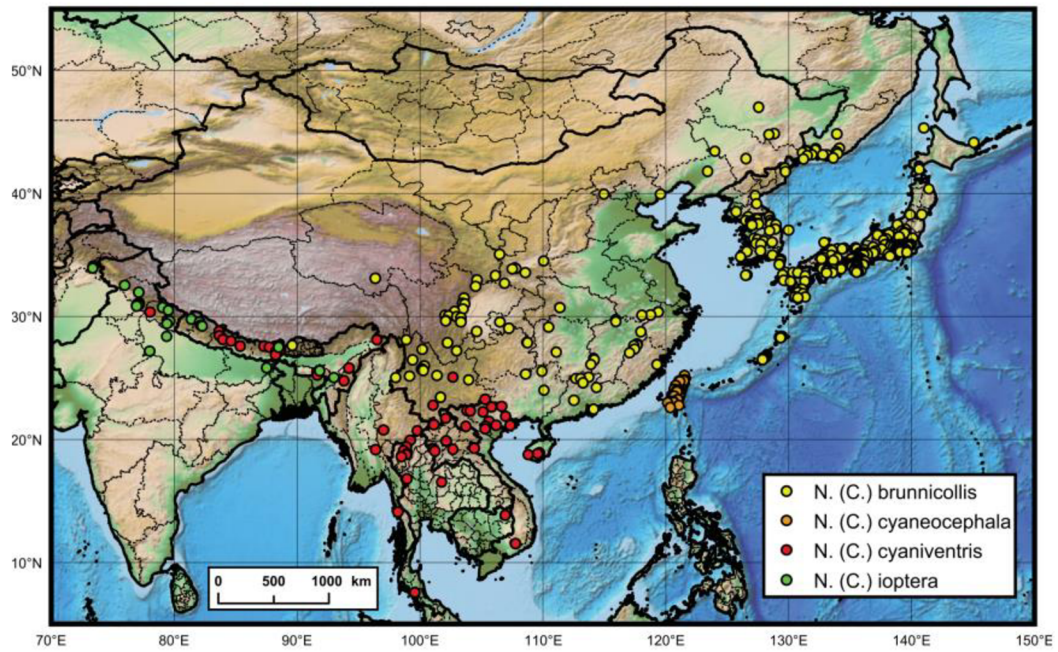 50°N
40°N
30°N
20°N
10°N
0 500 1000 km
N. (C.) brunnicollis
N. (C.) cyaneocephala
N. (C.) cyaniventris
N. (C.) ioptera
70°E 80°E 90°E 100°E 110°E 120°E 130°E 140°E 150°E